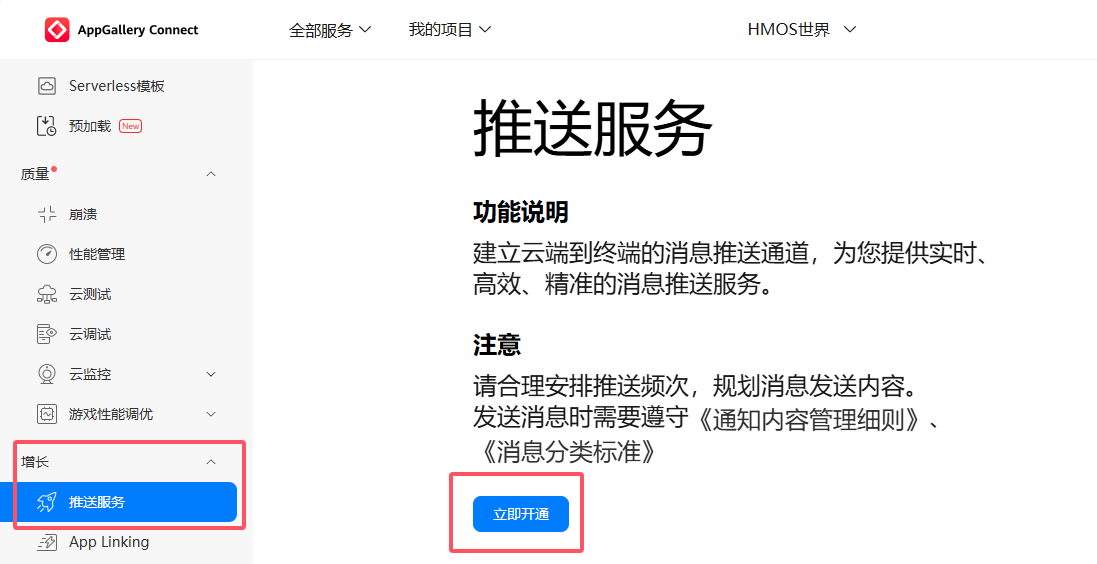 AppGallery Connect
全部服务
我的项目
HMOS世界
Serverless模板
预加载 New
质量
崩溃
性能管理
云测试
云调试
云监控
游戏性能调优
增长
推送服务
App Linking
推送服务
功能说明
建立云端到终端的消息推送通道，为您提供实时、
高效、精准的消息推送服务。
注意
请合理安排推送频次，规划消息发送内容。
发送消息时需要遵守《通知内容管理细则》、
《消息分类标准》
立即开通